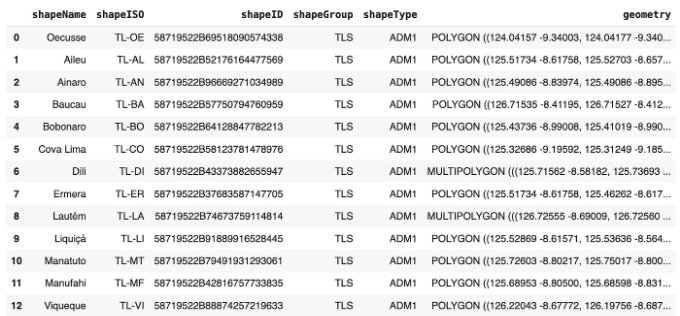 shapeName shapeISO shapeID shapeGroup shapeType geometry
0 Oecusse TL-OE 58719522B69518090574338 TLS ADM1 POLYGON ((124.04157 -9.34003, 124.04177 -9.340...
1 Aileu TL-AL 58719522B52176164477569 TLS ADM1 POLYGON ((125.51734 -8.61758, 125.52703 -8.657...
2 Ainaro TL-AN 58719522B96669271034989 TLS ADM1 POLYGON ((125.49086 -8.83974, 125.49086 -8.895...
3 Baucau TL-BA 58719522B57750794760959 TLS ADM1 POLYGON ((126.71535 -8.41195, 126.71527 -8.412...
4 Bobonaro TL-BO 58719522B64128847782213 TLS ADM1 POLYGON ((125.43736 -8.99008, 125.41019 -8.990...
5 Cova Lima TL-CO 58719522B58123781478976 TLS ADM1 POLYGON ((125.32686 -9.19592, 125.31249 -9.185...
6 Dili TL-DI 58719522B43373882655947 TLS ADM1 MULTIPOLYGON (((125.71562 -8.58182, 125.73693 ...
7 Ermera TL-ER 58719522B37683587147705 TLS ADM1 POLYGON ((125.51734 -8.61758, 125.46262 -8.617...
8 Lautém TL-LA 58719522B74673759114814 TLS ADM1 MULTIPOLYGON (((126.72555 -8.69009, 126.72560 ...
9 Liquiçá TL-LI 58719522B91889916528445 TLS ADM1 POLYGON ((125.52869 -8.61571, 125.53636 -8.564...
10 Manatuto TL-MT 58719522B79491931293061 TLS ADM1 POLYGON ((125.72603 -8.80217, 125.75017 -8.800...
11 Manufahi TL-MF 58719522B42816757733835 TLS ADM1 POLYGON ((125.68953 -8.80500, 125.68598 -8.831...
12 Viqueque TL-VI 58719522B88874257219633 TLS ADM1 POLYGON ((126.22043 -8.67772, 126.19756 -8.687...